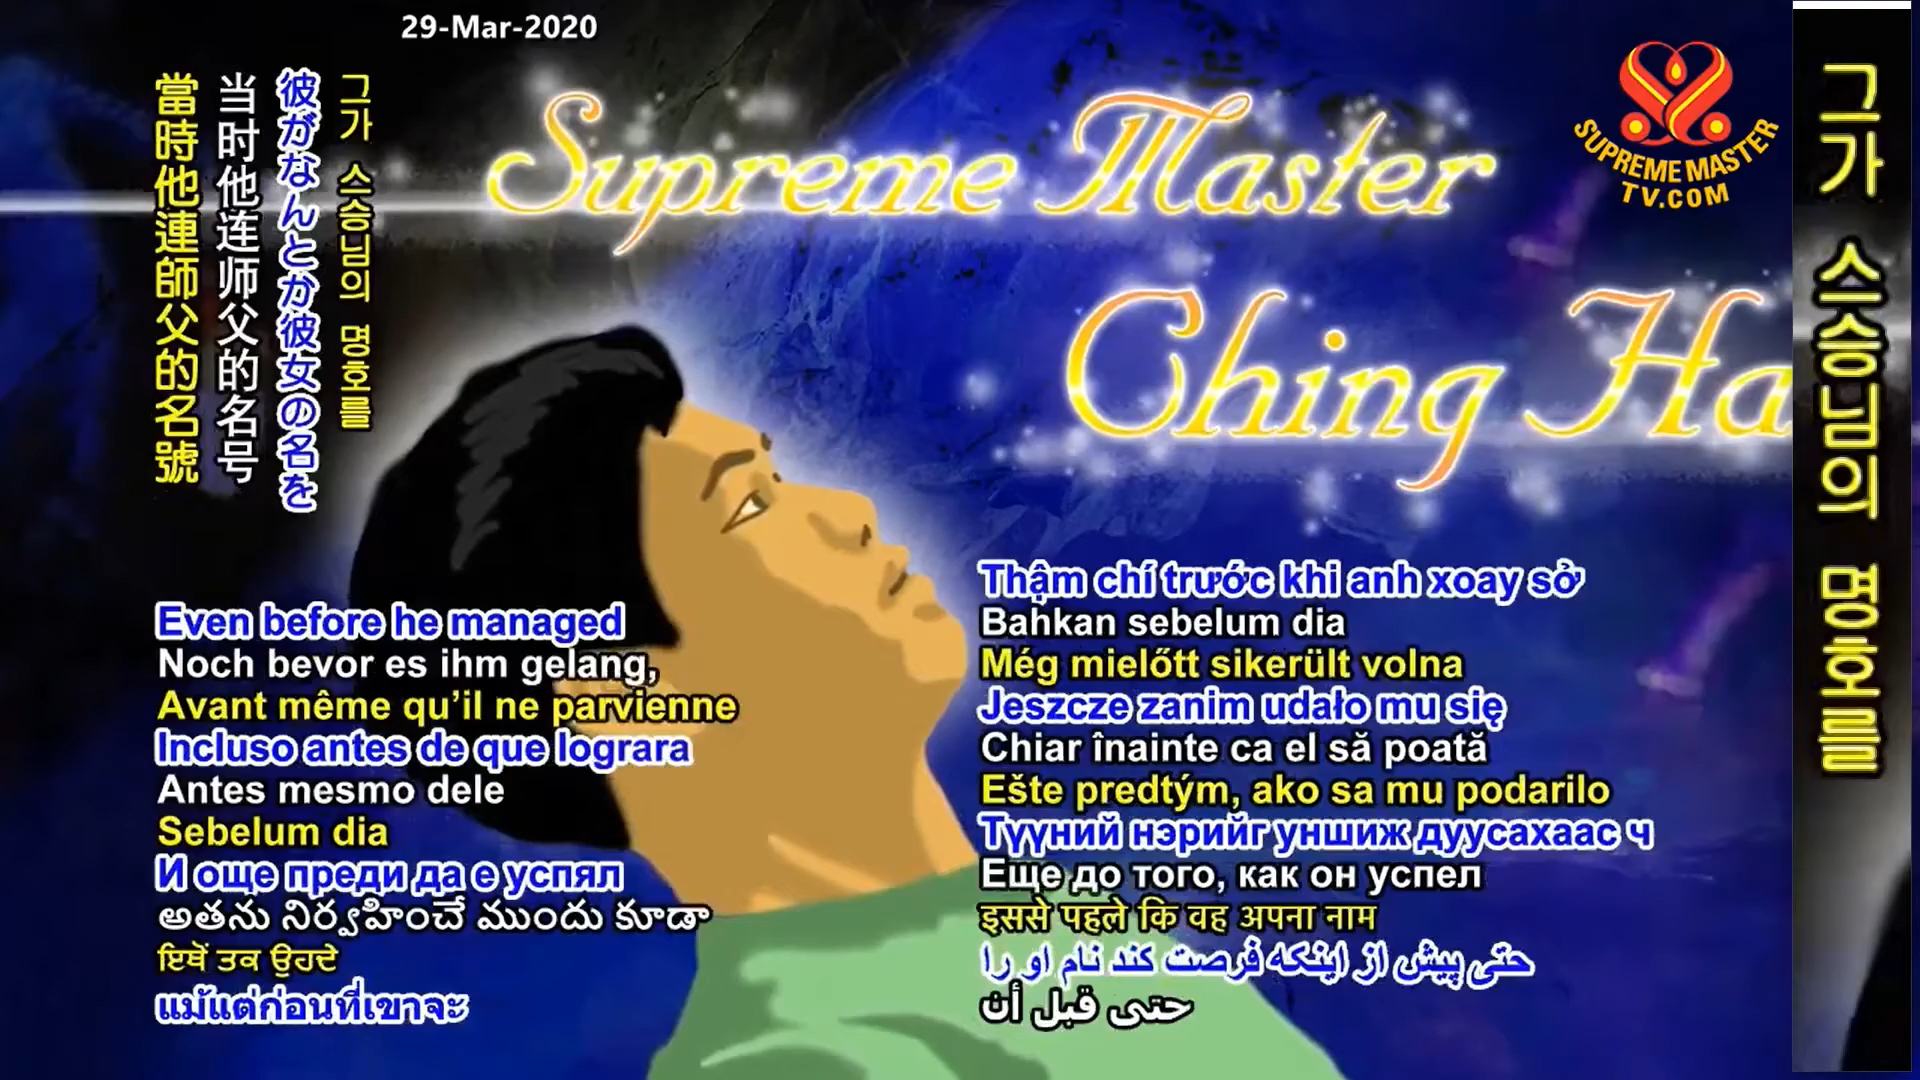 29-Mar-2020
當時他連師父的名號
当时他连师父的名号
彼がなんとか彼女の名を
그가 스승님의 명호를
Supreme Master
Ching Ha
SUPREME MASTER
TV.COM
그가 스승님의 명호를
Even before he managed
Noch bevor es ihm gelang,
Avant même qu’il ne parvienne
Incluso antes de que lograra
Antes mesmo dele
Sebelum dia
И още преди да е успял
అతను నిర్వహించే ముందు కూడా
ਇਥੋਂ ਤਕ ਉਹਦੇ
แม้แต่ก่อนที่เขาจะ
Thậm chí trước khi anh xoay sở
Bahkan sebelum dia
Még mielőtt sikerült volna
Jeszcze zanim udało mu się
Chiar înainte ca el să poată
Ešte predtým, ako sa mu podarilo
Түүний нэрийг уншиж дуусахаас ч
Еще до того, как он успел
इससे पहले कि वह अपना नाम
حتی پیش از اینکه فرصت کند نام او را
حتى قبل أن